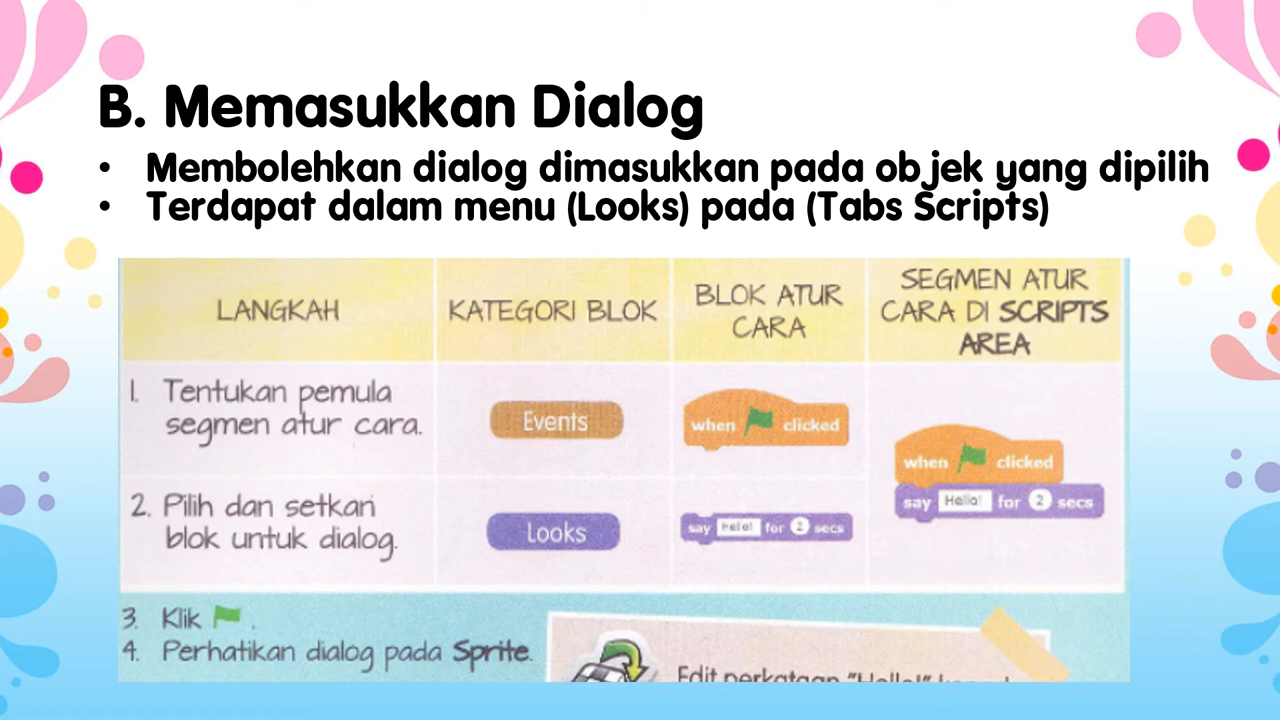 B. Memasukkan Dialog
• Membolehkan dialog dimasukkan pada objek yang dipilih
• Terdapat dalam menu (Looks) pada (Tabs Scripts)
LANGKAH
KATEGORI BLOK
BLOK ATUR
CARA
SEGMEN ATUR
CARA DI SCRIPTS
AREA
1. Tentukan pemula
segmen atur cara.
Events
when clicked
2. Pilih dan setkan
blok untuk dialog.
Looks
say Hello! for 2 secs
when clicked
say Hello! for 2 secs
3. Klik .
4. Perhatikan dialog pada Sprite.
Edit perkataan "Hello!"